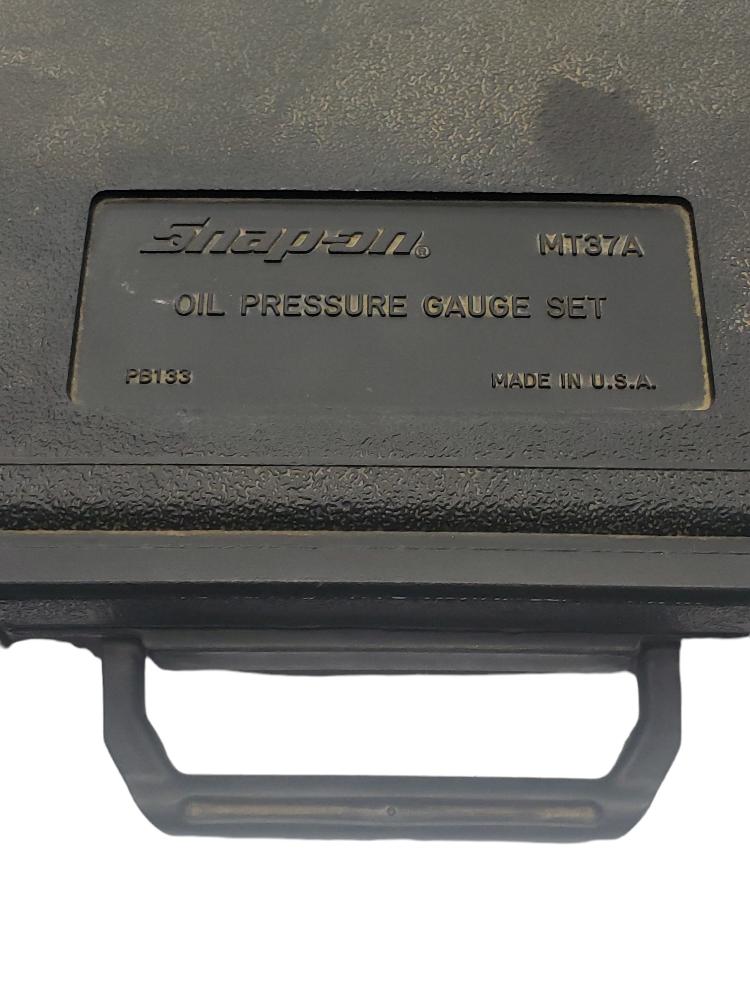 Snap-on® MT37A
OIL PRESSURE GAUGE SET
PB133 MADE IN U.S.A.